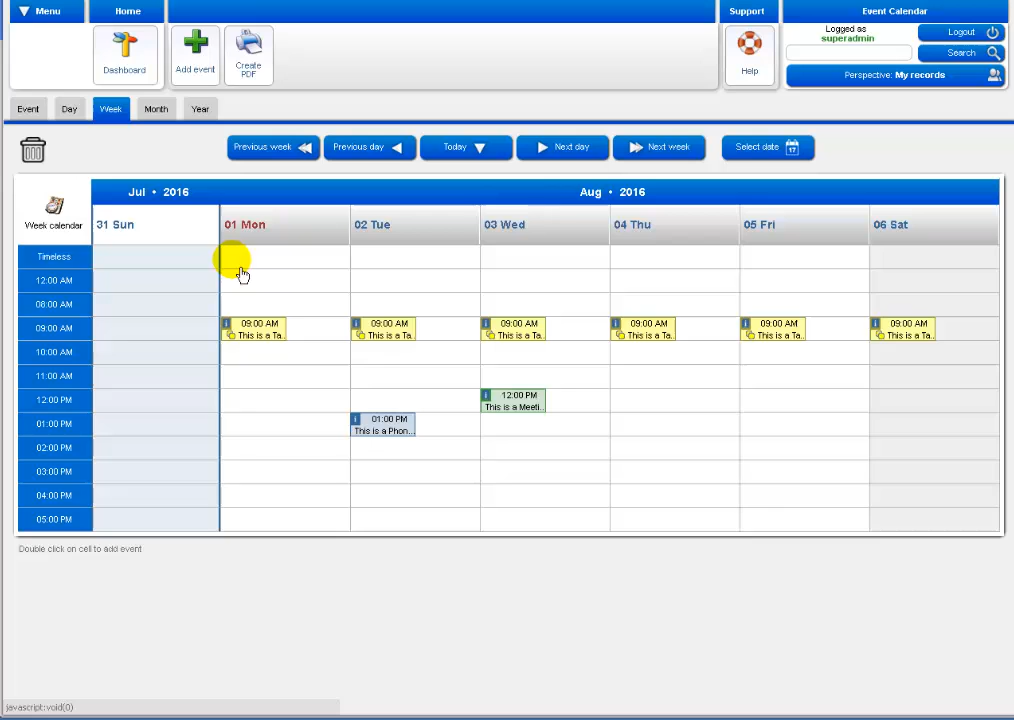 Menu
Home
Support
Event Calendar
Dashboard
Add event
Create
PDF
Help
Logged as
superadmin
Logout
Search
Perspective: My records
Event
Day
Week
Month
Year
Previous week
Previous day
Today
Next day
Next week
Select date
17
Week calendar
Jul • 2016
Aug • 2016
31 Sun
01 Mon
02 Tue
03 Wed
04 Thu
05 Fri
06 Sat
Timeless
12:00 AM
08:00 AM
09:00 AM
i 09:00 AM
This is a Ta..
i 09:00 AM
This is a Ta..
i 09:00 AM
This is a Ta..
i 09:00 AM
This is a Ta..
i 09:00 AM
This is a Ta..
i 09:00 AM
This is a Ta..
10:00 AM
11:00 AM
12:00 PM
i 12:00 PM
This is a Meeti...
01:00 PM
i 01:00 PM
This is a Phon...
02:00 PM
03:00 PM
04:00 PM
05:00 PM
Double click on cell to add event
javascript:void(0)